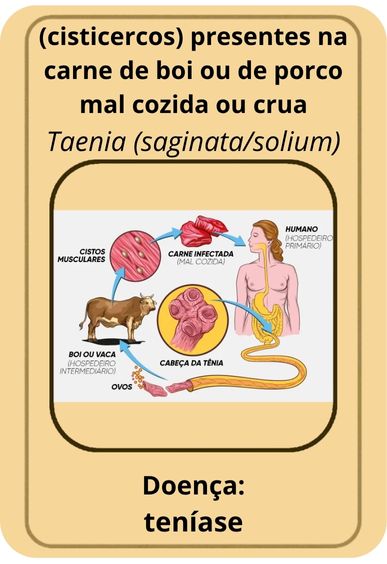 (cisticercos) presentes na
carne de boi ou de porco
mal cozida ou crua
Taenia (saginata/solium)
CISTOS
MUSCULARES
CARNE INFECTADA
(MAL COZIDA)
HUMANO
(HOSPEDEIRO
PRIMÁRIO)
BOI OU VACA
(HOSPEDEIRO
INTERMEDIÁRIO)
CABEÇA DA TÊNIA
OVOS
Doença:
teníase